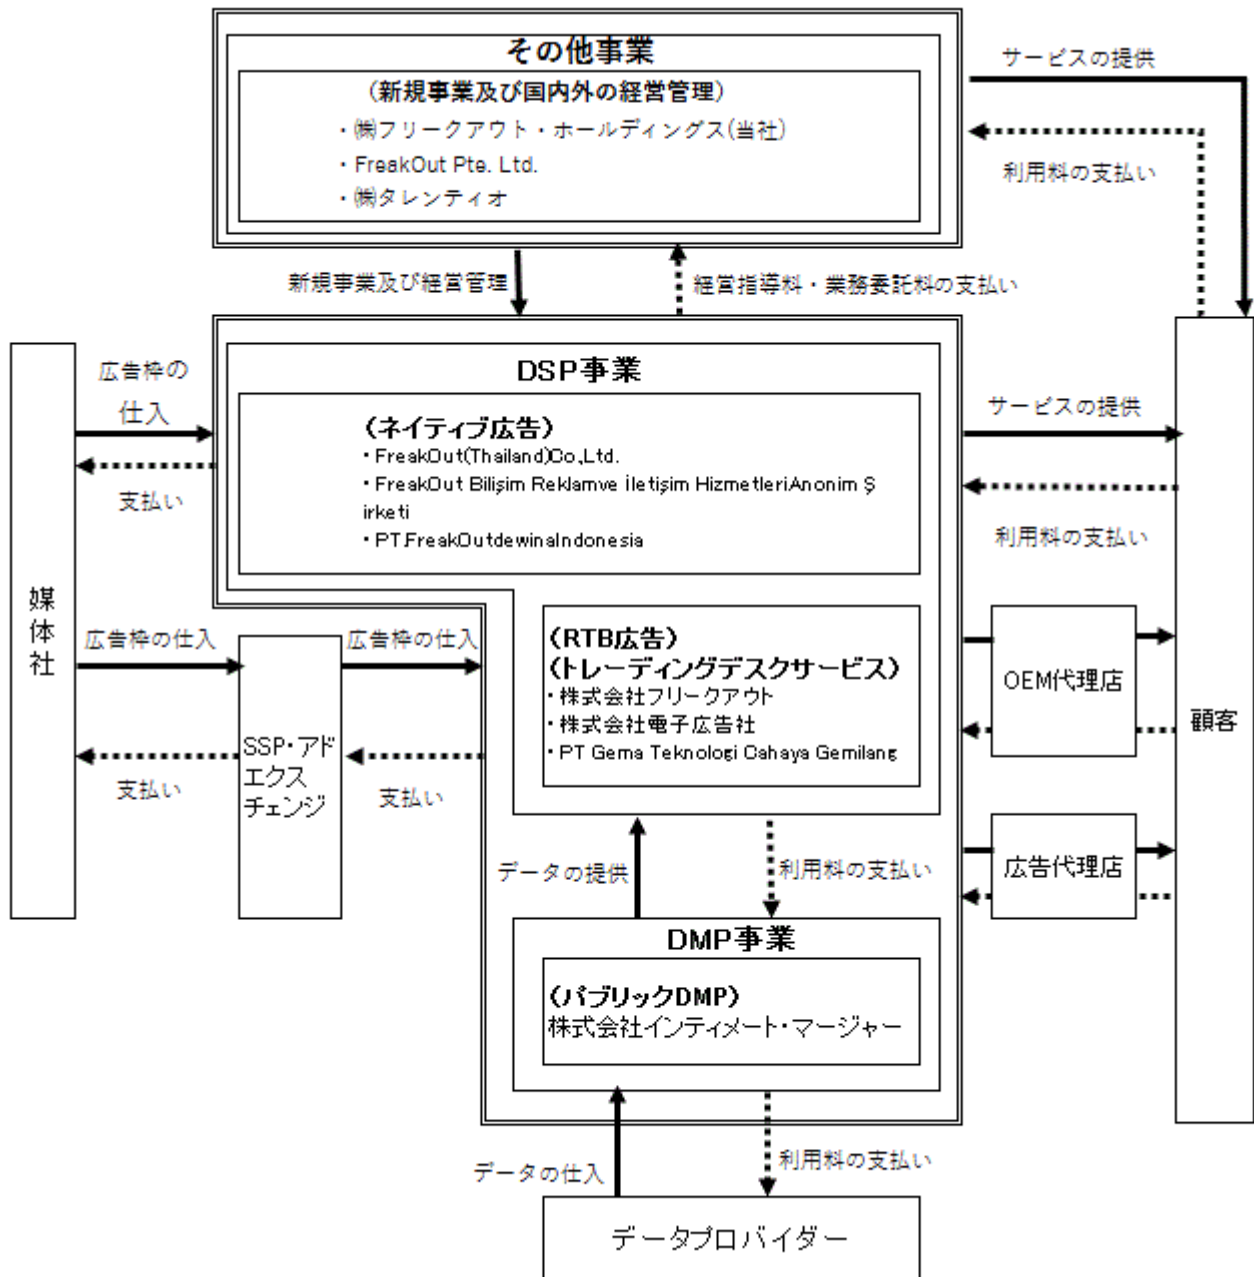 その他事業
(新規事業及び国内外の経営管理)
・㈱フリークアウト・ホールディングス(当社)
・FreakOut Pte. Ltd.
・㈱タレンティオ
サービスの提供
利用料の支払い
新規事業及び経営管理
経営指導料・業務委託料の支払い
媒体社
広告枠の
仕入
支払い
DSP事業
(ネイティブ広告)
・FreakOut(Thailand)Co,Ltd.
・FreakOut Bilişim Reklamve İletişim HizmetleriAnonim Ş
irketi
・PT.FreakOutdewinaIndonesia
サービスの提供
利用料の支払い
広告枠の仕入
支払い
SSP・アド
エクス
チェンジ
広告枠の仕入
支払い
(RTB広告)
(トレーディングデスクサービス)
・株式会社フリークアウト
・株式会社電子広告社
・PT Gema Teknologi Cahaya Gemilang
OEM代理店
広告代理店
顧客
データの提供
利用料の支払い
DMP事業
(パブリックDMP)
株式会社インティメート・マージャー
データの仕入
利用料の支払い
データプロバイダー